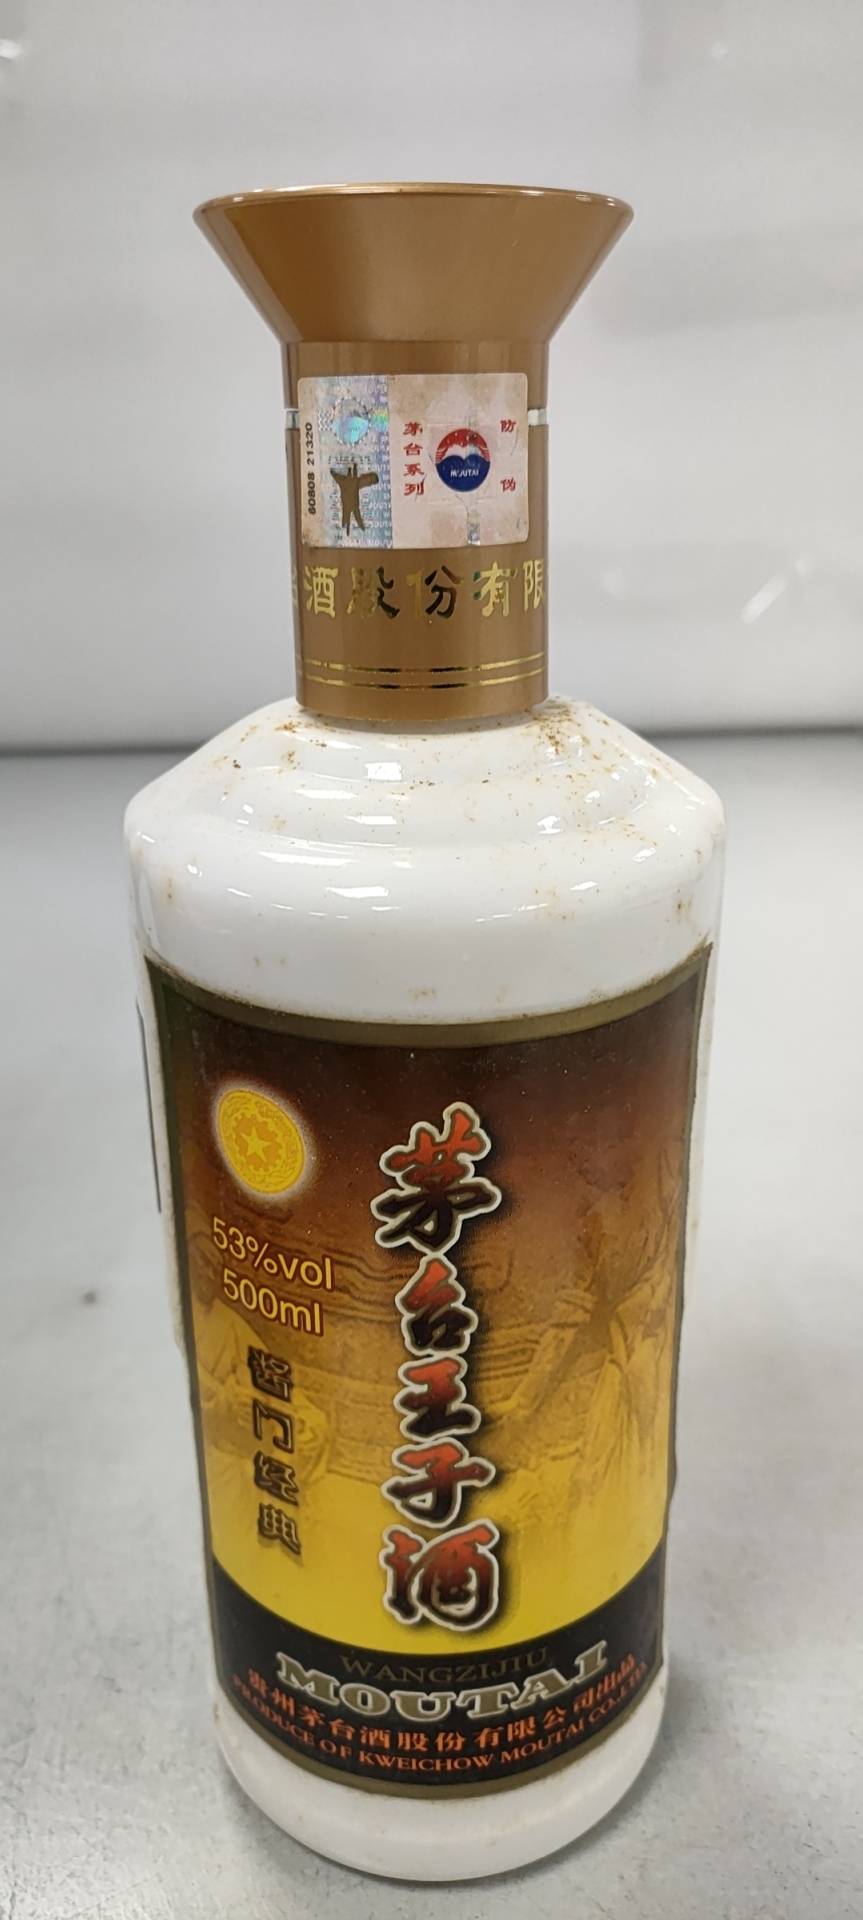 60808 21320
茅台系列
MOUTAI
防伪
酒股份有限
53%vol
500ml
酱门经典
茅台王子酒
WANGZIJIU
MOUTAI
贵州茅台酒股份有限公司出品
PRODUCE OF KWEICHOW MOUTAI CO.,LTD